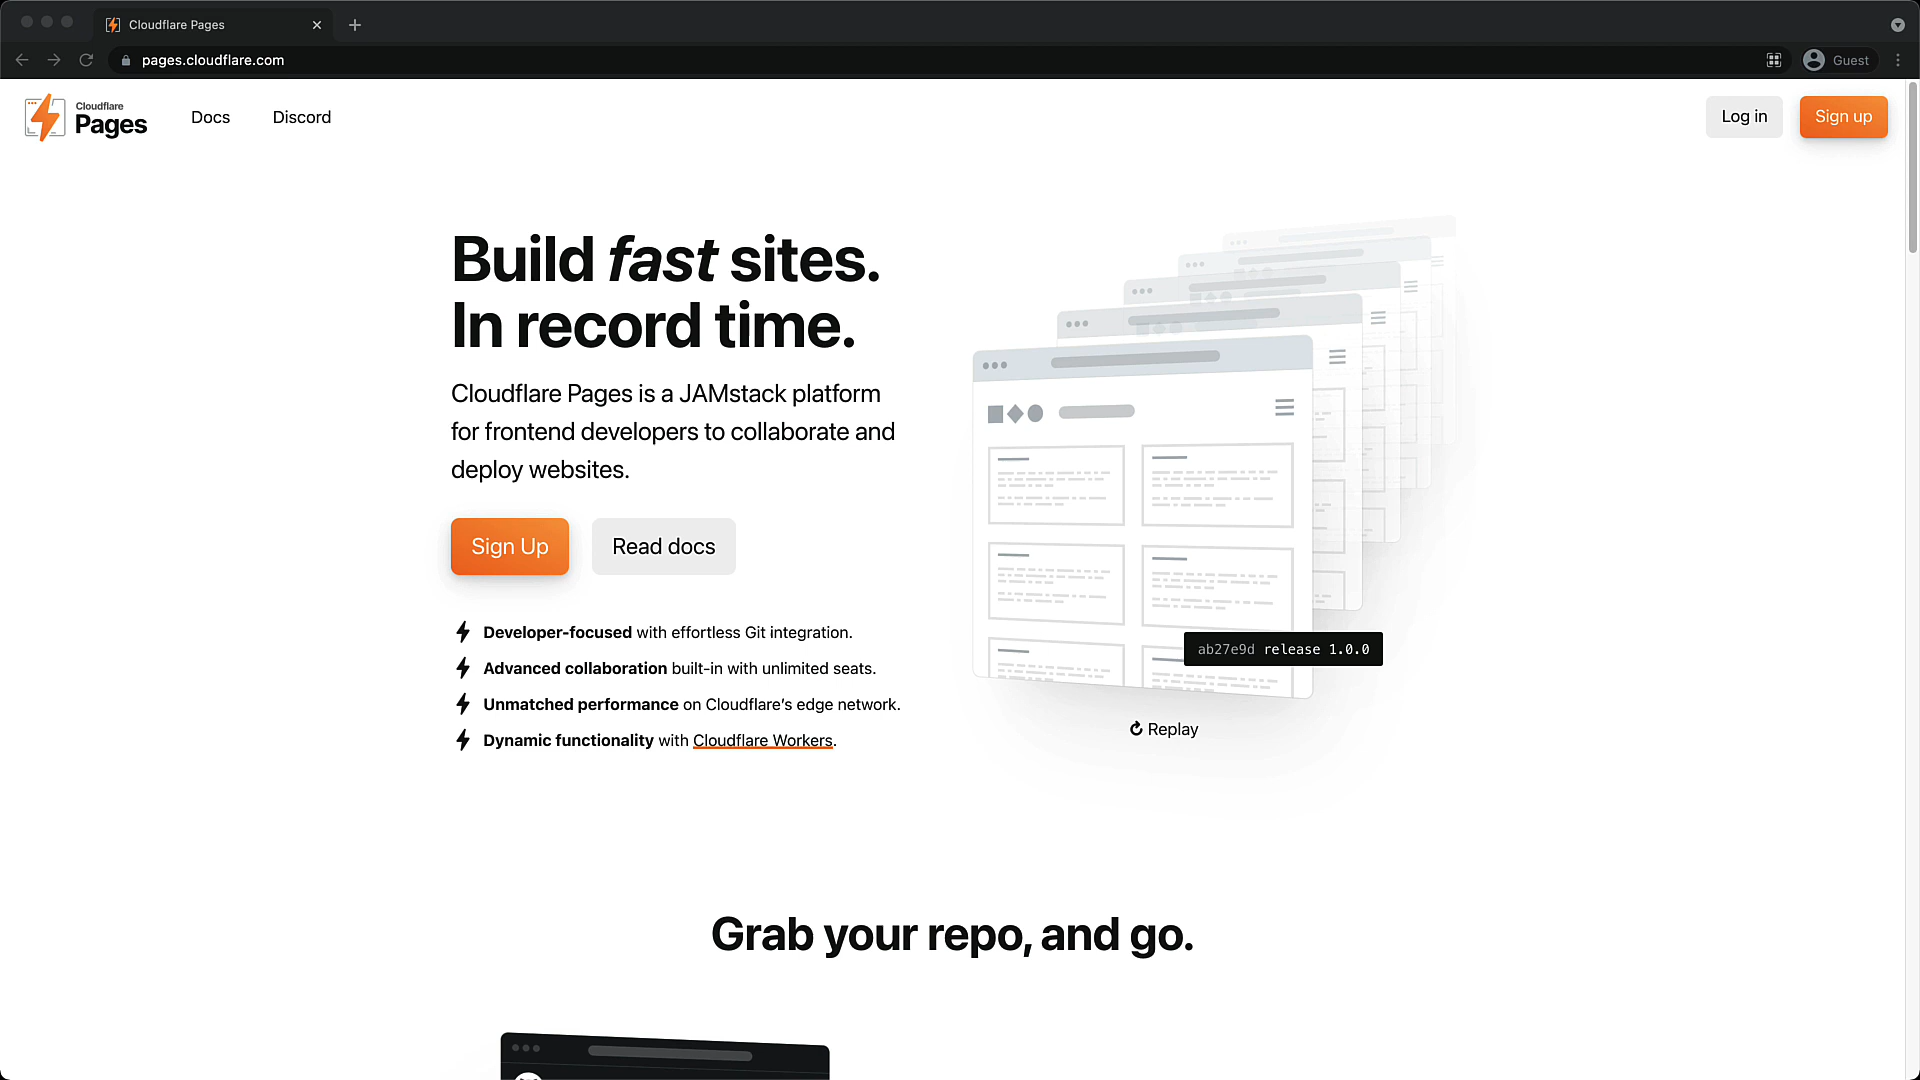 Cloudflare Pages
pages.cloudflare.com
Guest
Cloudflare
Pages
Docs
Discord
Log in
Sign up
Build fast sites.
In record time.
Cloudflare Pages is a JAMstack platform
for frontend developers to collaborate and
deploy websites.
Sign Up
Read docs
Developer-focused with effortless Git integration.
Advanced collaboration built-in with unlimited seats.
Unmatched performance on Cloudflare’s edge network.
Dynamic functionality with Cloudflare Workers.
ab27e9d release 1.0.0
Replay
Grab your repo, and go.